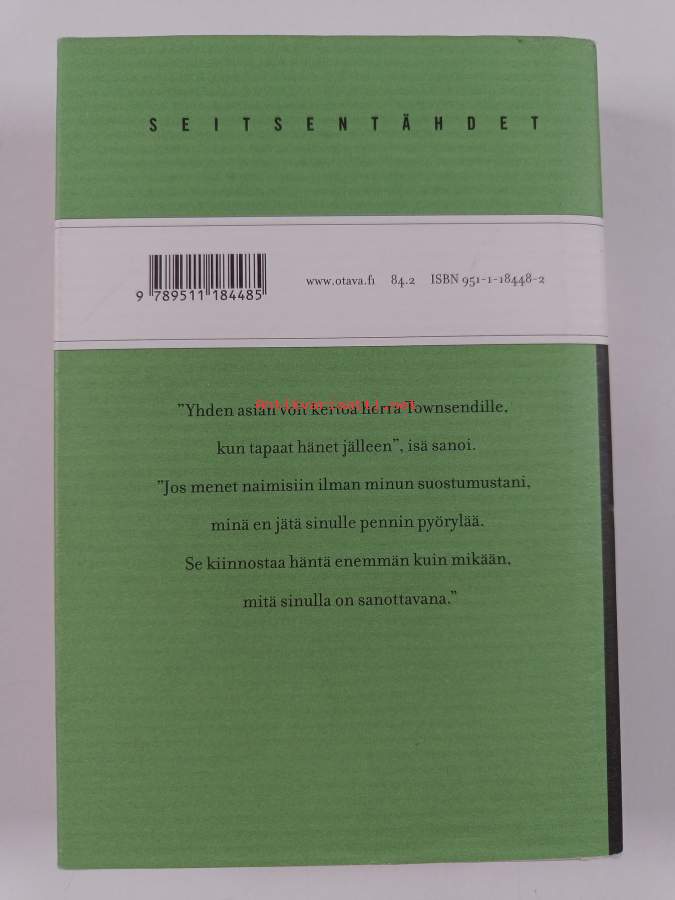 SEITSENTÄHDET
9 789511 184485
www.otava.fi 84.2 ISBN 951-1-18448-2
Antikvariaatti.net
”Yhden asian voit kertoa herra Townsendille,
kun tapaat hänet jälleen”, isä sanoi.
”Jos menet naimisiin ilman minun suostumustani,
minä en jätä sinulle pennin pyörylää.
Se kiinnostaa häntä enemmän kuin mikään,
mitä sinulla on sanottavana.”